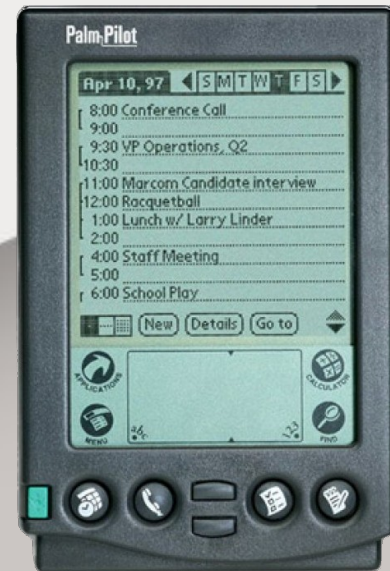 Palm Pilot
Apr 10, 97 S M T W T F S
8:00 Conference Call
9:00
9:30 VP Operations, Q2
10:30
11:00 Marcom Candidate interview
12:00 Racquetball
1:00 Lunch w/ Larry Linder
2:00
4:00 Staff Meeting
5:00
6:00 School Play
New Details Go to
APPLICATIONS
CALCULATOR
MENU
abc
123
FIND